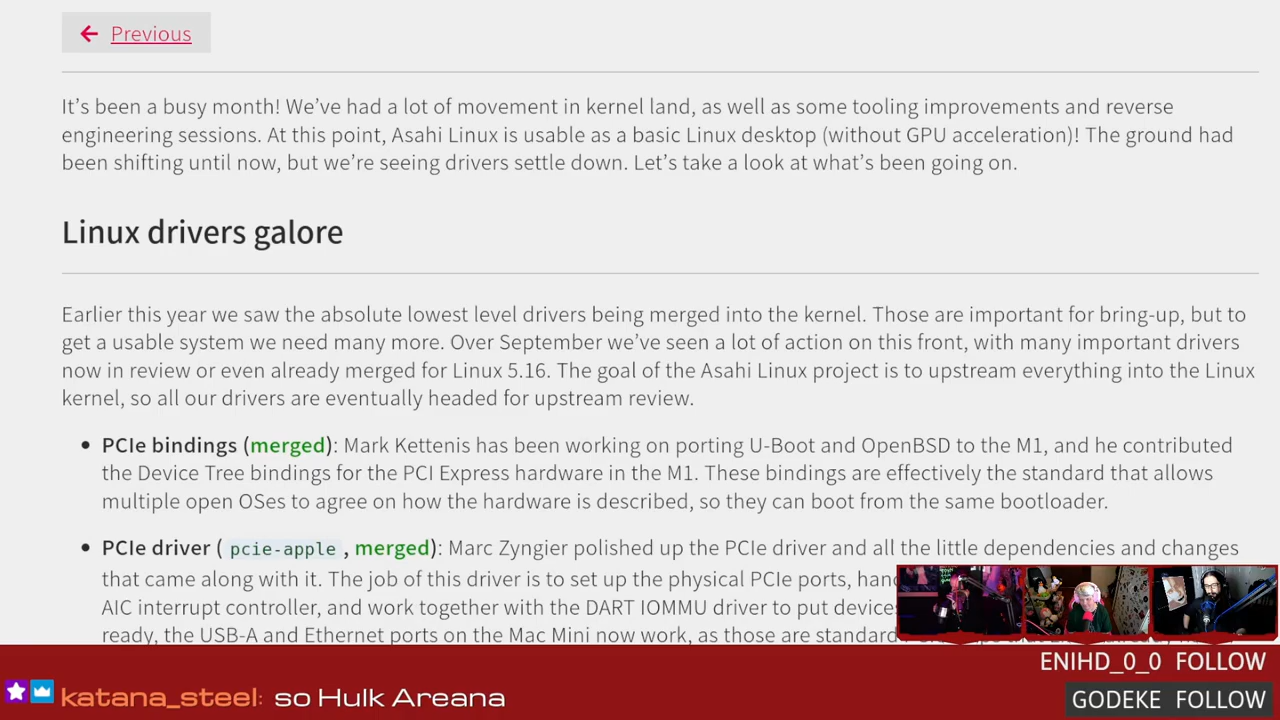 Previous
It’s been a busy month! We’ve had a lot of movement in kernel land, as well as some tooling improvements and reverse
engineering sessions. At this point, Asahi Linux is usable as a basic Linux desktop (without GPU acceleration)! The ground had
been shifting until now, but we’re seeing drivers settle down. Let’s take a look at what’s been going on.
Linux drivers galore
Earlier this year we saw the absolute lowest level drivers being merged into the kernel. Those are important for bring-up, but to
get a usable system we need many more. Over September we’ve seen a lot of action on this front, with many important drivers
now in review or even already merged for Linux 5.16. The goal of the Asahi Linux project is to upstream everything into the Linux
kernel, so all our drivers are eventually headed for upstream review.
• PCIe bindings (merged): Mark Kettenis has been working on porting U-Boot and OpenBSD to the M1, and he contributed
the Device Tree bindings for the PCI Express hardware in the M1. These bindings are effectively the standard that allows
multiple open OSes to agree on how the hardware is described, so they can boot from the same bootloader.
• PCIe driver ( pcie-apple , merged): Marc Zyngier polished up the PCIe driver and all the little dependencies and changes
that came along with it. The job of this driver is to set up the physical PCIe ports,
AIC interrupt controller, and work together with the DART IOMMU driver to put
ready, the USB-A and Ethernet ports on the Mac Mini now work, as those are
ENIHD_0_0 FOLLOW
katana_steel: so Hulk Areana
GODEKE FOLLOW